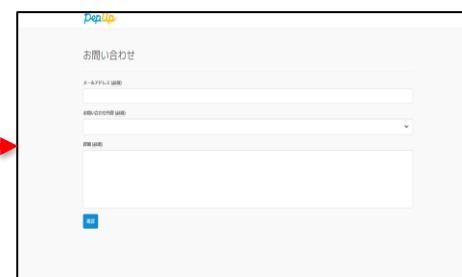 PepUp
お問い合わせ
メールアドレス (必須)
お問い合わせ内容 (必須)
詳細 (必須)
確認